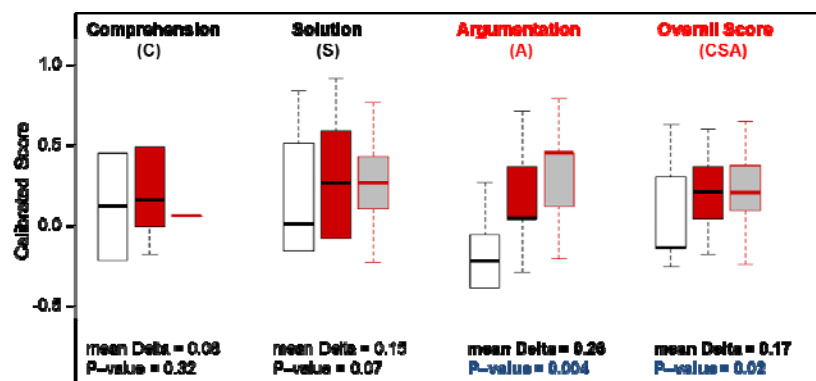 Comprehension
(C)
Solution
(S)
Argumentation
(A)
Overall Score
(CSA)
Calibrated Score
1.0
0.5
0.0
-0.5
mean Delta = 0.08
P-value = 0.32
mean Delta = 0.15
P-value = 0.07
mean Delta = 0.26
P-value = 0.004
mean Delta = 0.17
P-value = 0.02